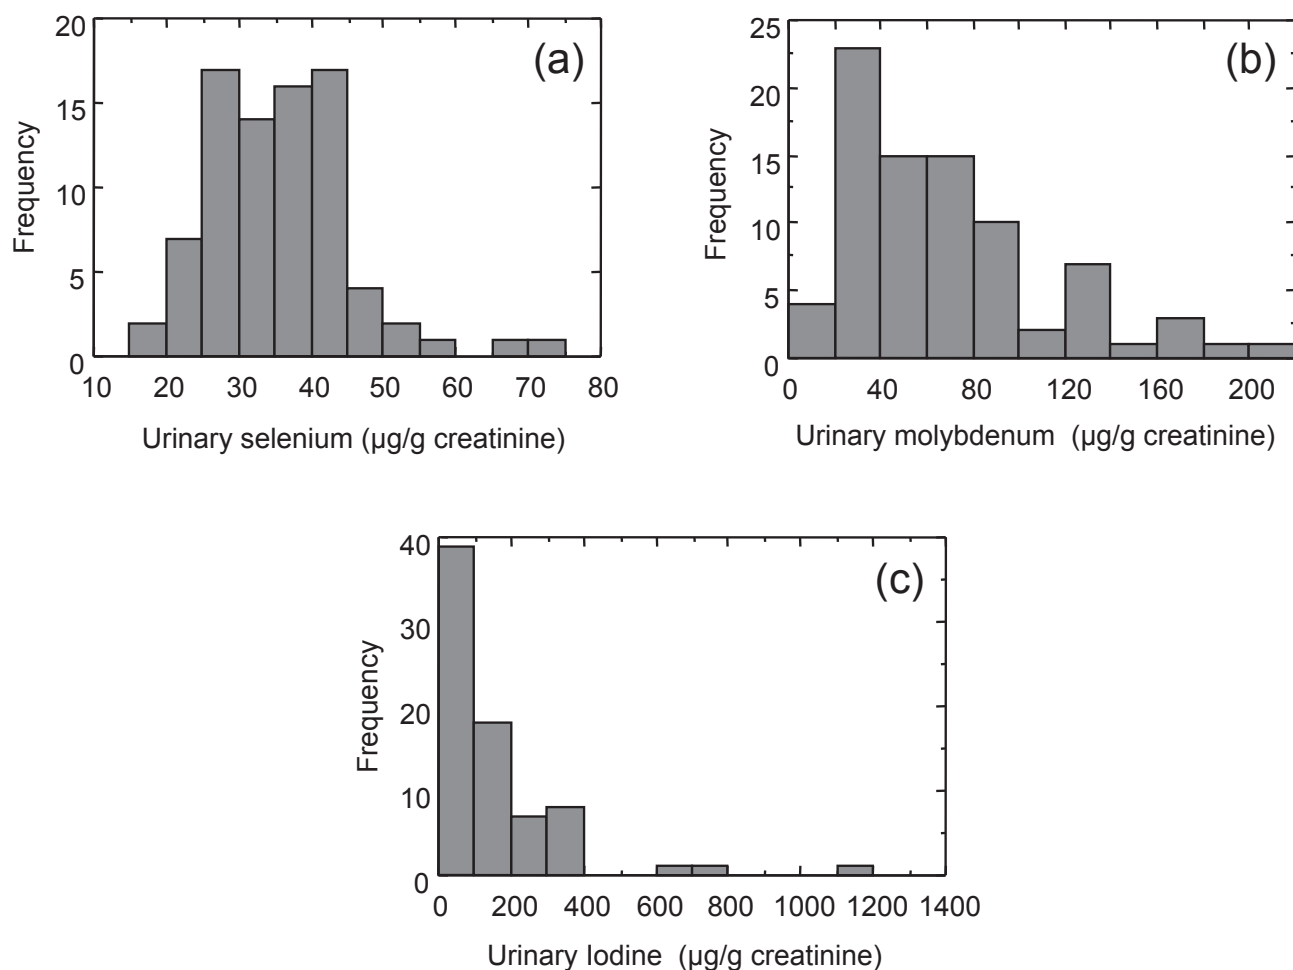 20
15
10
5
0
Frequency
(a)
10 20 30 40 50 60 70 80
Urinary selenium (µg/g creatinine)
25
20
15
10
5
0
Frequency
(b)
0 40 80 120 160 200
Urinary molybdenum (µg/g creatinine)
40
30
20
10
0
Frequency
(c)
0 200 400 600 800 1000 1200 1400
Urinary Iodine (µg/g creatinine)